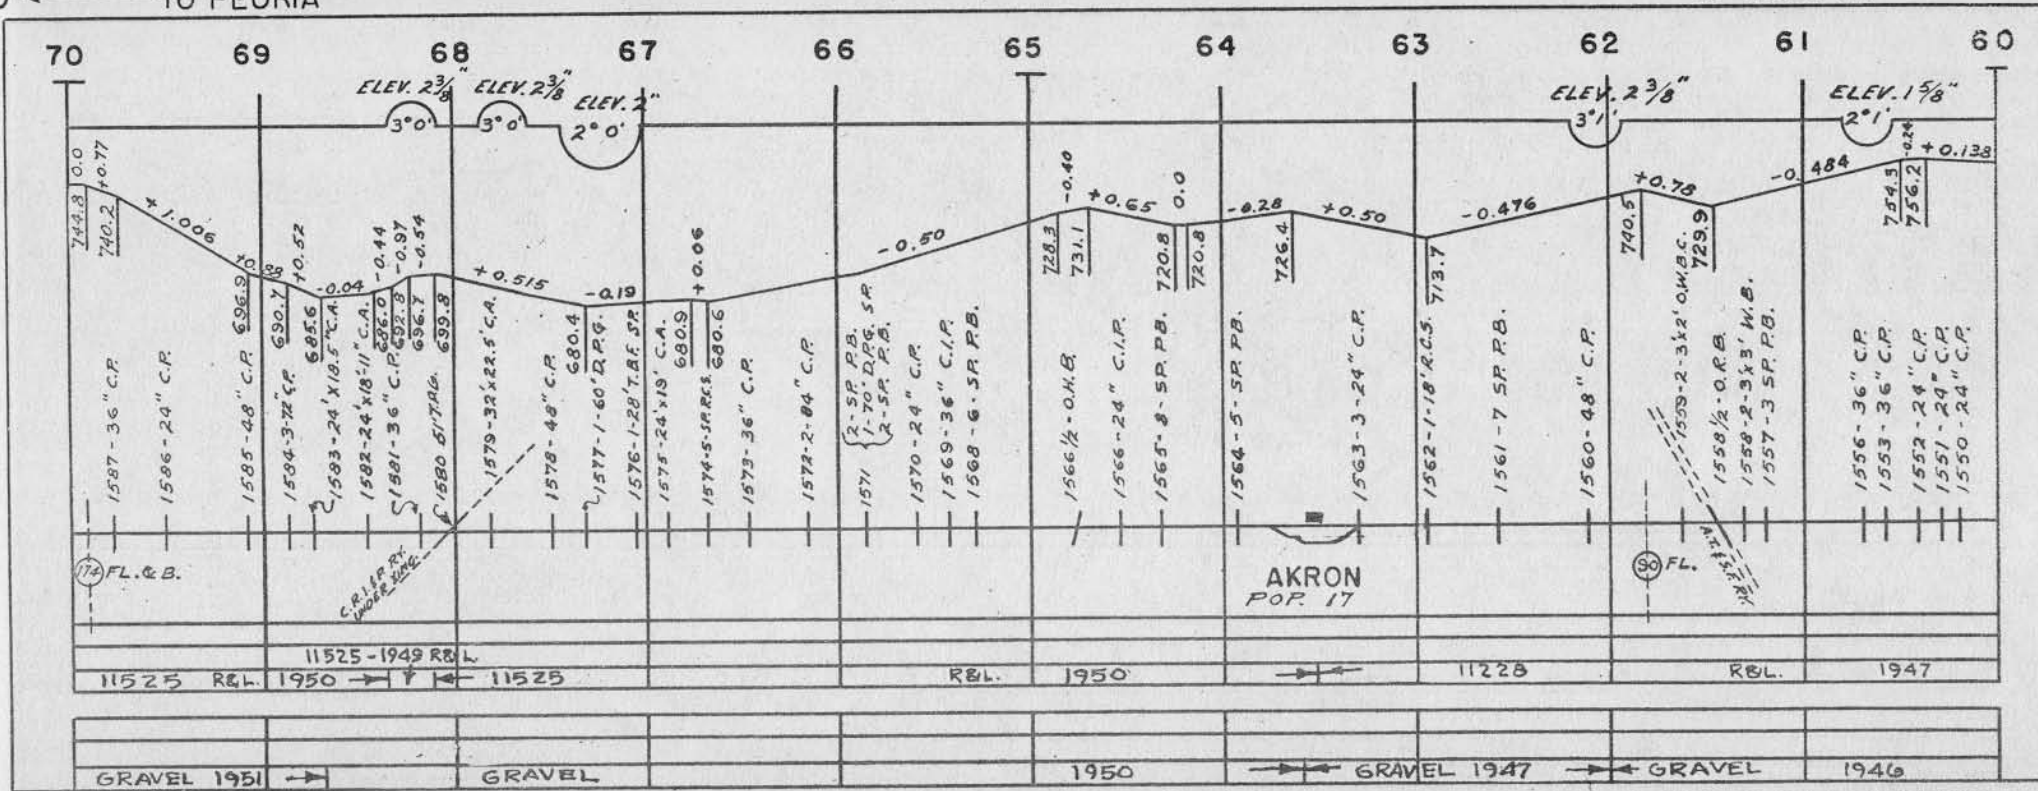 TO PEORIA
70 69 68 67 66 65 64 63 62 61 60
ELEV. 2 3/8" ELEV. 2 3/8" ELEV. 2" ELEV. 2 3/8" ELEV. 1 5/8"
3°0' 3°0' 2°0' 3°1' 2°1'
0.0 +0.77 +1.006 +0.52 -0.04 -0.44 -0.97 -0.54 +0.515 -0.19 +0.06 -0.50 -0.40 +0.65 0.0 -0.28 +0.50 -0.476 +0.78 -0.484 -0.24 +0.138
744.8 740.2 696.9 690.7 685.6 686.0 692.8 696.7 699.8 680.4 680.9 680.6 728.3 731.1 720.8 720.8 726.4 713.7 740.5 729.9 754.3 756.2
1587-36" C.P.
1586-24" C.P.
1585-48" C.P.
1584-3-72" C.P.
1583-24'x18.5" C.A.
1582-24'x18'-11" C.A.
1581-36" C.P.
1580 51' T.P.G.
1579-32'x22.5' C.A.
1578-48" C.P.
1577-1-60' D.P.G.
1576-1-28' T.B.F. SP.
1575-24'x19' C.A.
1574-5-SP. R.C.S.
1573-36" C.P.
1572-2-84" C.P.
1571 { 2-SP. P.B.
1-70' D.P.G. SP.
2-SP. P.B.
1570-24" C.P.
1569-36" C.I.P.
1568-6-SP. P.B.
1566 1/2-O.H.B.
1566-24" C.I.P.
1565-8-SP. P.B.
1564-5-SP. P.B.
1563-3-24" C.P.
1562-1-18' R.C.S.
1561-7 SP. P.B.
1560-48" C.P.
1559-2-3'x2' O.W.B.C.
1558 1/2-O.R.B.
1558-2-3'x3' W.B.
1557-3 SP. P.B.
1556-36" C.P.
1553-36" C.P.
1552-24" C.P.
1551-24" C.P.
1550-24" C.P.
174 FL. & B.
C.R.I. & P. RY.
UNDER XING
AKRON
POP. 17
90 FL.
A.T. & S.F. RY.
11525-1949 R&L
11525 R&L. 1950 11525 R&L. 1950 11228 R&L. 1947
GRAVEL 1951 GRAVEL 1950 GRAVEL 1947 GRAVEL 1946